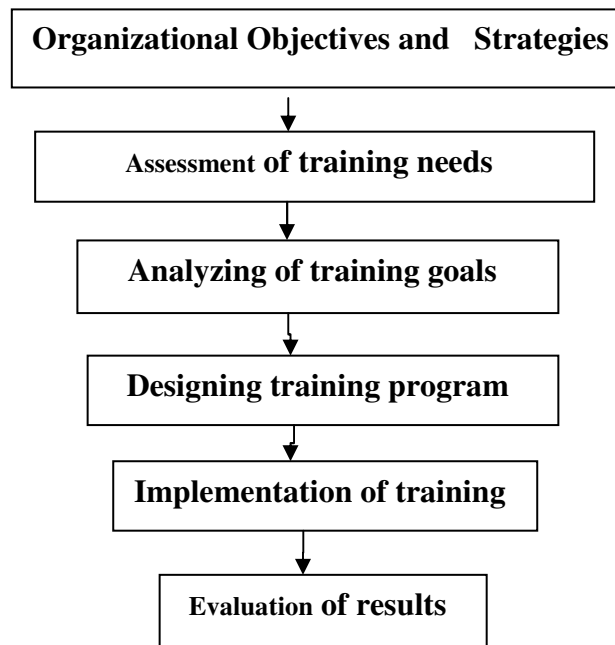 Organizational Objectives and Strategies
Assessment of training needs
Analyzing of training goals
Designing training program
Implementation of training
Evaluation of results